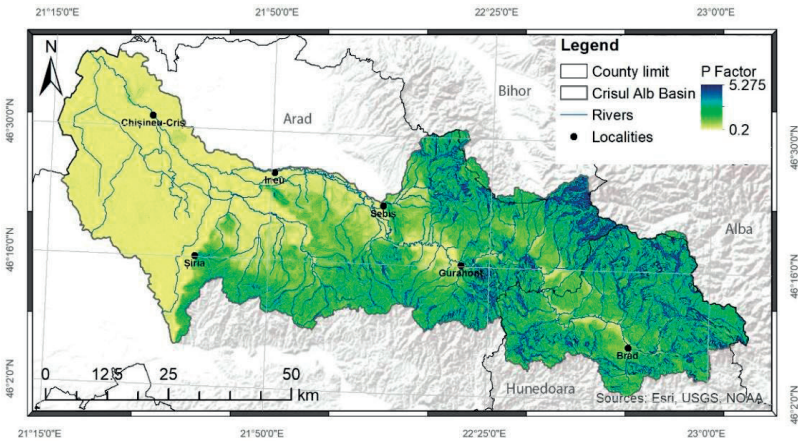 21°15'0"E 21°50'0"E 22°25'0"E 23°00'0"E
N
Legend
County limit
Crisul Alb Basin
Rivers
Localities
P Factor
5.275
0.2
Bihor
Arad
Alba
Hunedoara
Chișineu-Criș
Ineu
Sebiș
Șiria
Gurahonț
Brad
46°30'0"N
46°16'0"N
46°2'0"N
46°30'0"N
46°16'0"N
46°2'0"N
0 12,5 25 50
km
Sources: Esri, USGS, NOAA
21°15'0"E 21°50'0"E 22°25'0"E 23°00'0"E